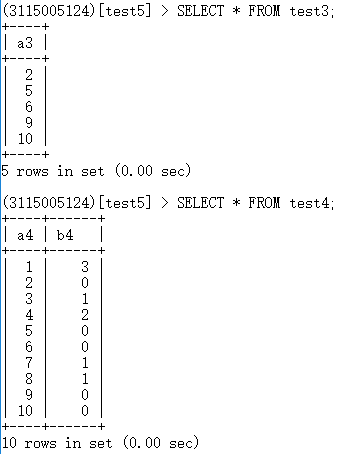 (3115005124)[test5] > SELECT * FROM test3;
+----+
| a3 |
+----+
|  2 |
|  5 |
|  6 |
|  9 |
| 10 |
+----+
5 rows in set (0.00 sec)
(3115005124)[test5] > SELECT * FROM test4;
+----+------+
| a4 | b4   |
+----+------+
|  1 |    3 |
|  2 |    0 |
|  3 |    1 |
|  4 |    2 |
|  5 |    0 |
|  6 |    0 |
|  7 |    1 |
|  8 |    1 |
|  9 |    0 |
| 10 |    0 |
+----+------+
10 rows in set (0.00 sec)